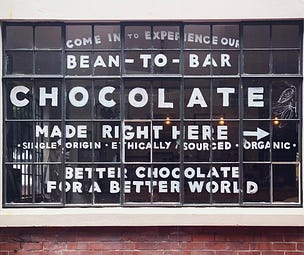 COME IN TO EXPERIENCE OUR
BEAN-TO-BAR
CHOCOLATE
MADE RIGHT HERE →
• SINGLE ORIGIN • ETHICALLY SOURCED • ORGANIC •
BETTER CHOCOLATE
FOR A BETTER WORLD